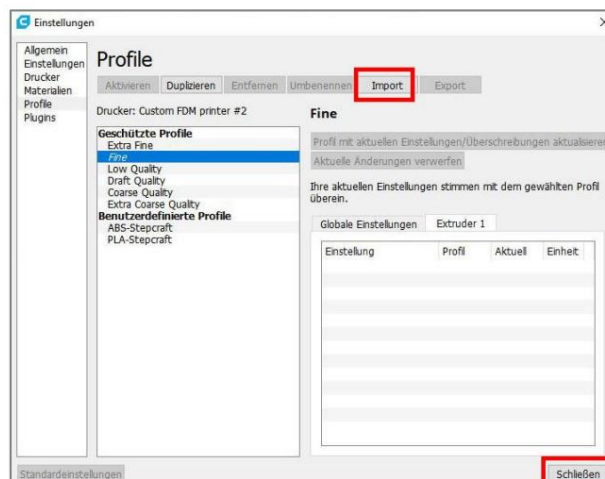 Einstellungen
Allgemein
Einstellungen
Drucker
Materialien
Profile
Plugins
Profile
Aktivieren Duplizieren Entfernen Umbenennen Import Export
Drucker: Custom FDM printer #2
Geschützte Profile
Extra Fine
Fine
Low Quality
Draft Quality
Coarse Quality
Extra Coarse Quality
Benutzerdefinierte Profile
ABS-Stepcraft
PLA-Stepcraft
Fine
Profil mit aktuellen Einstellungen/Überschreibungen aktualisieren
Aktuelle Änderungen verwerfen
Ihre aktuellen Einstellungen stimmen mit dem gewählten Profil
überein.
Globale Einstellungen Extruder 1
Einstellung Profil Aktuell Einheit
Standardeinstellungen
Schließen